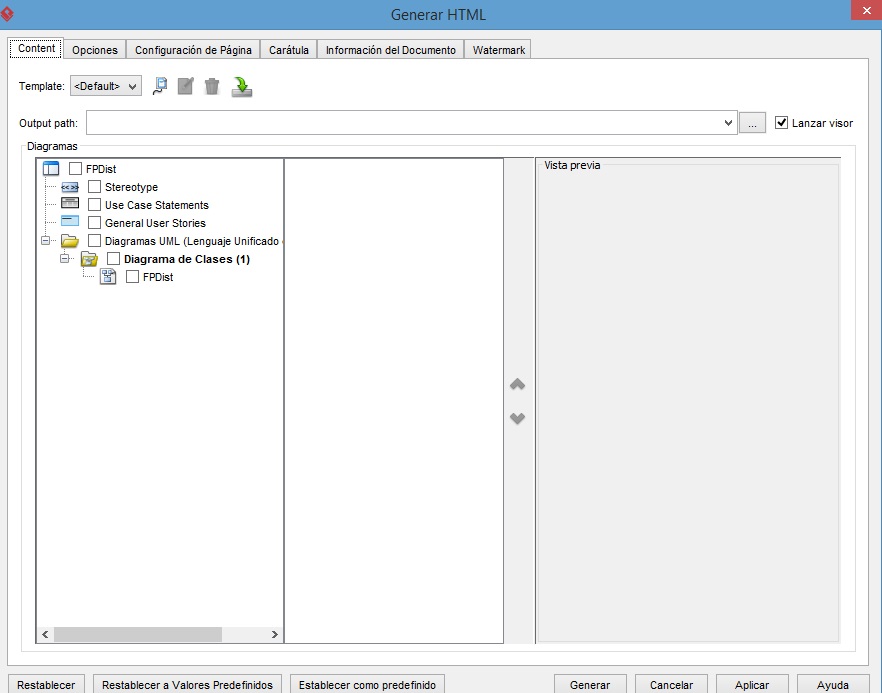 Generar HTML
Content Opciones Configuración de Página Carátula Información del Documento Watermark
Template: <Default>
Output path: ... Lanzar visor
Diagramas
FPDist
Stereotype
Use Case Statements
General User Stories
Diagramas UML (Lenguaje Unificado
Diagrama de Clases (1)
FPDist
Vista previa
Restablecer Restablecer a Valores Predefinidos Establecer como predefinido Generar Cancelar Aplicar Ayuda